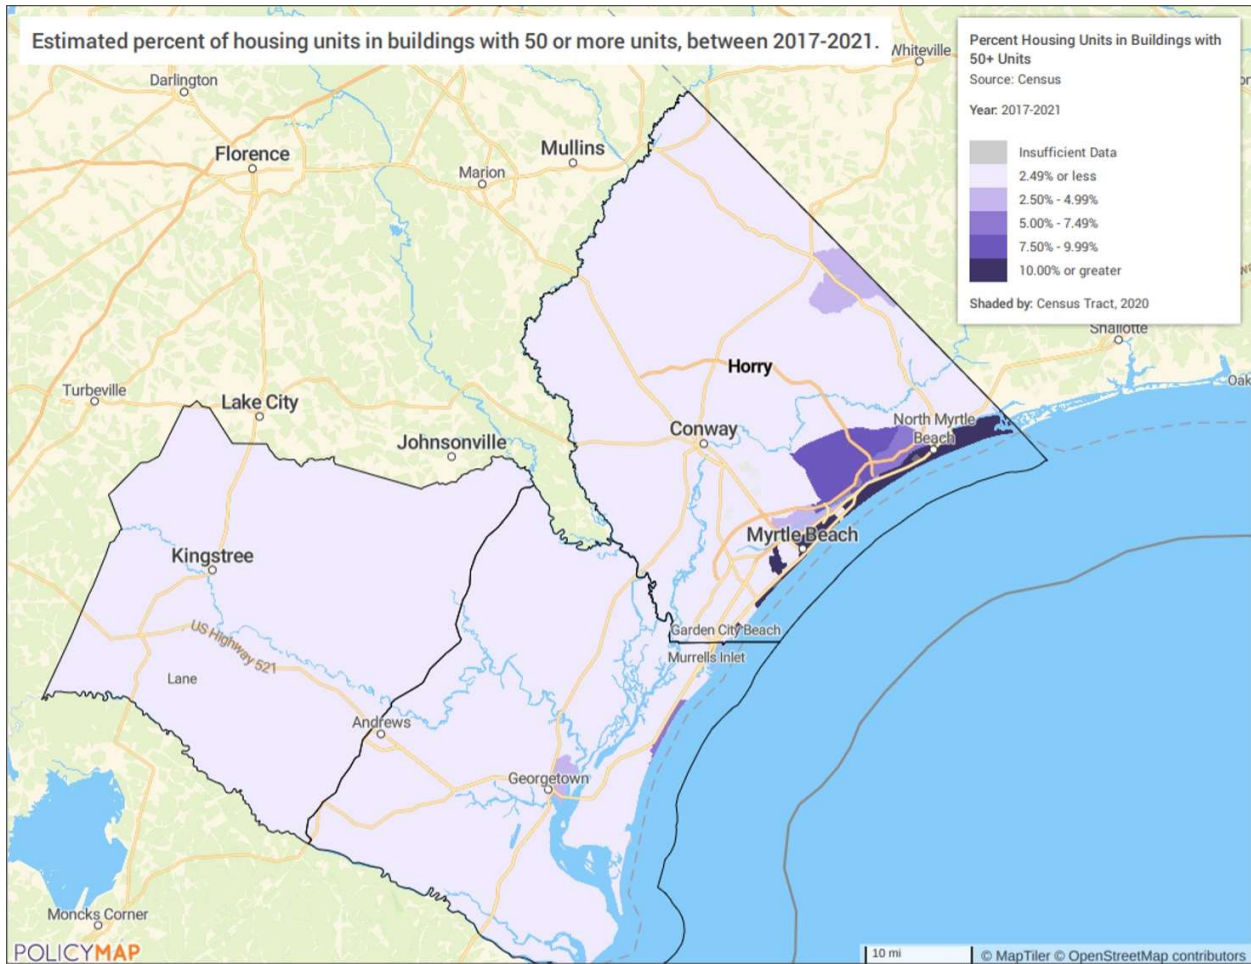 Estimated percent of housing units in buildings with 50 or more units, between 2017-2021.
Percent Housing Units in Buildings with
50+ Units
Source: Census
Year: 2017-2021
Insufficient Data
2.49% or less
2.50% - 4.99%
5.00% - 7.49%
7.50% - 9.99%
10.00% or greater
Shaded by: Census Tract, 2020
Whiteville
Darlington
Florence
Mullins
Marion
Shallotte
Horry
Turbeville
Lake City
Oak
Johnsonville
Conway
North Myrtle
Beach
Myrtle Beach
Kingstree
US Highway 521
Garden City Beach
Murrells Inlet
Lane
Andrews
Georgetown
Moncks Corner
POLICYMAP
10 mi
© MapTiler © OpenStreetMap contributors